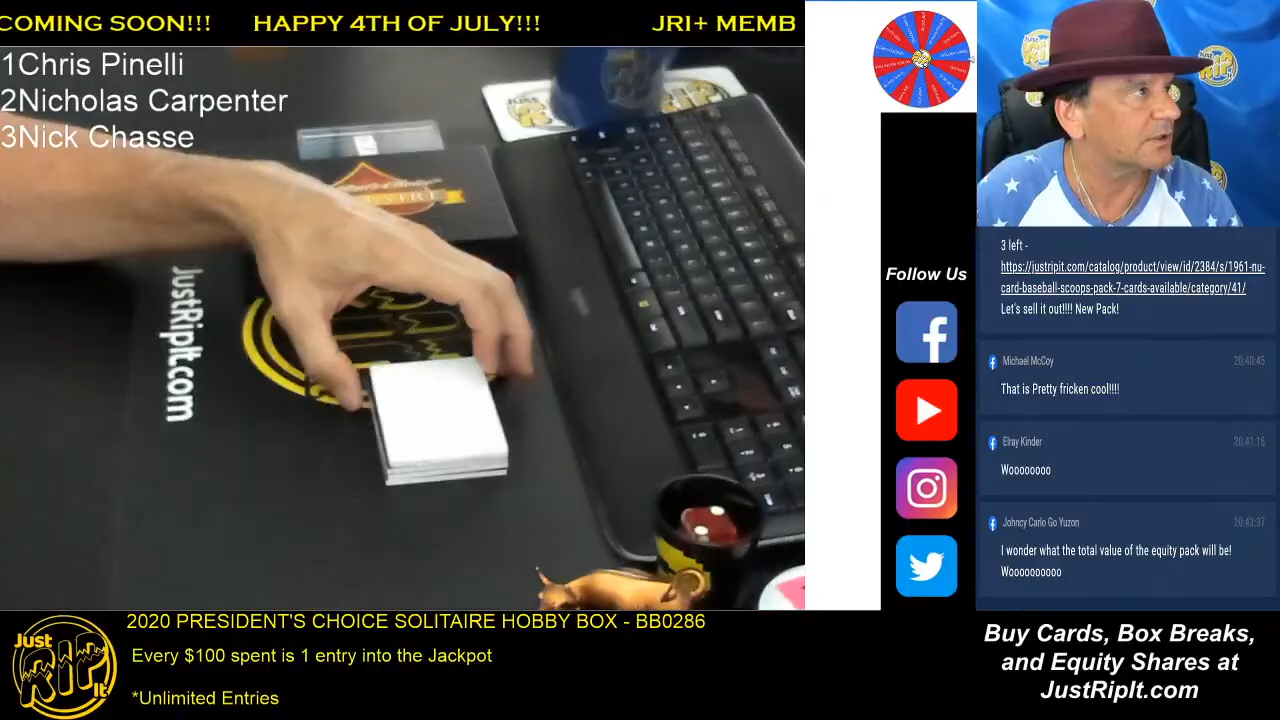 COMING SOON!!! HAPPY 4TH OF JULY!!! JRI+ MEMB
1Chris Pinelli
2Nicholas Carpenter
3Nick Chasse
JustRipIt.com
Follow Us
3 left -
https://justripit.com/catalog/product/view/id/2384/s/1961-nu-
card-baseball-scoops-pack-7-cards-available/category/41/
Let's sell it out!!!! New Pack!
Michael McCoy 20:40:45
That is Pretty fricken cool!!!!
Elray Kinder
Woooooooo
Johncy Carlo Go Yuzon 20:43:37
I wonder what the total value of the equity pack will be!
Woooooooooo
Just
RIP
It
2020 PRESIDENT'S CHOICE SOLITAIRE HOBBY BOX - BB0286
Every $100 spent is 1 entry into the Jackpot
*Unlimited Entries
Buy Cards, Box Breaks,
and Equity Shares at
JustRipIt.com